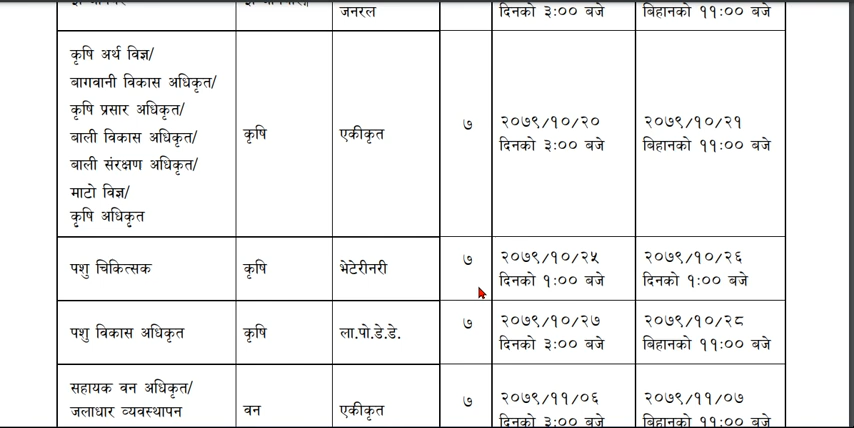 जनरल
दिनको ३:०० बजे
बिहानको ११:०० बजे
कृषि अर्थ विज्ञ/
बागवानी विकास अधिकृत/
कृषि प्रसार अधिकृत/
बाली विकास अधिकृत/
बाली संरक्षण अधिकृत/
माटो विज्ञ/
कृषि अधिकृत
कृषि
एकीकृत
७
२०७९/१०/२०
दिनको ३:०० बजे
२०७९/१०/२१
बिहानको ११:०० बजे
पशु चिकित्सक
कृषि
भेटेरीनरी
७
२०७९/१०/२५
दिनको १:०० बजे
२०७९/१०/२६
दिनको १:०० बजे
पशु विकास अधिकृत
कृषि
ला.पो.डे.डे.
७
२०७९/१०/२७
दिनको ३:०० बजे
२०७९/१०/२८
बिहानको ११:०० बजे
सहायक वन अधिकृत/
जलाधार व्यवस्थापन
वन
एकीकृत
७
२०७९/११/०६
दिनको ३:०० बजे
२०७९/११/०७
बिहानको ११:०० बजे